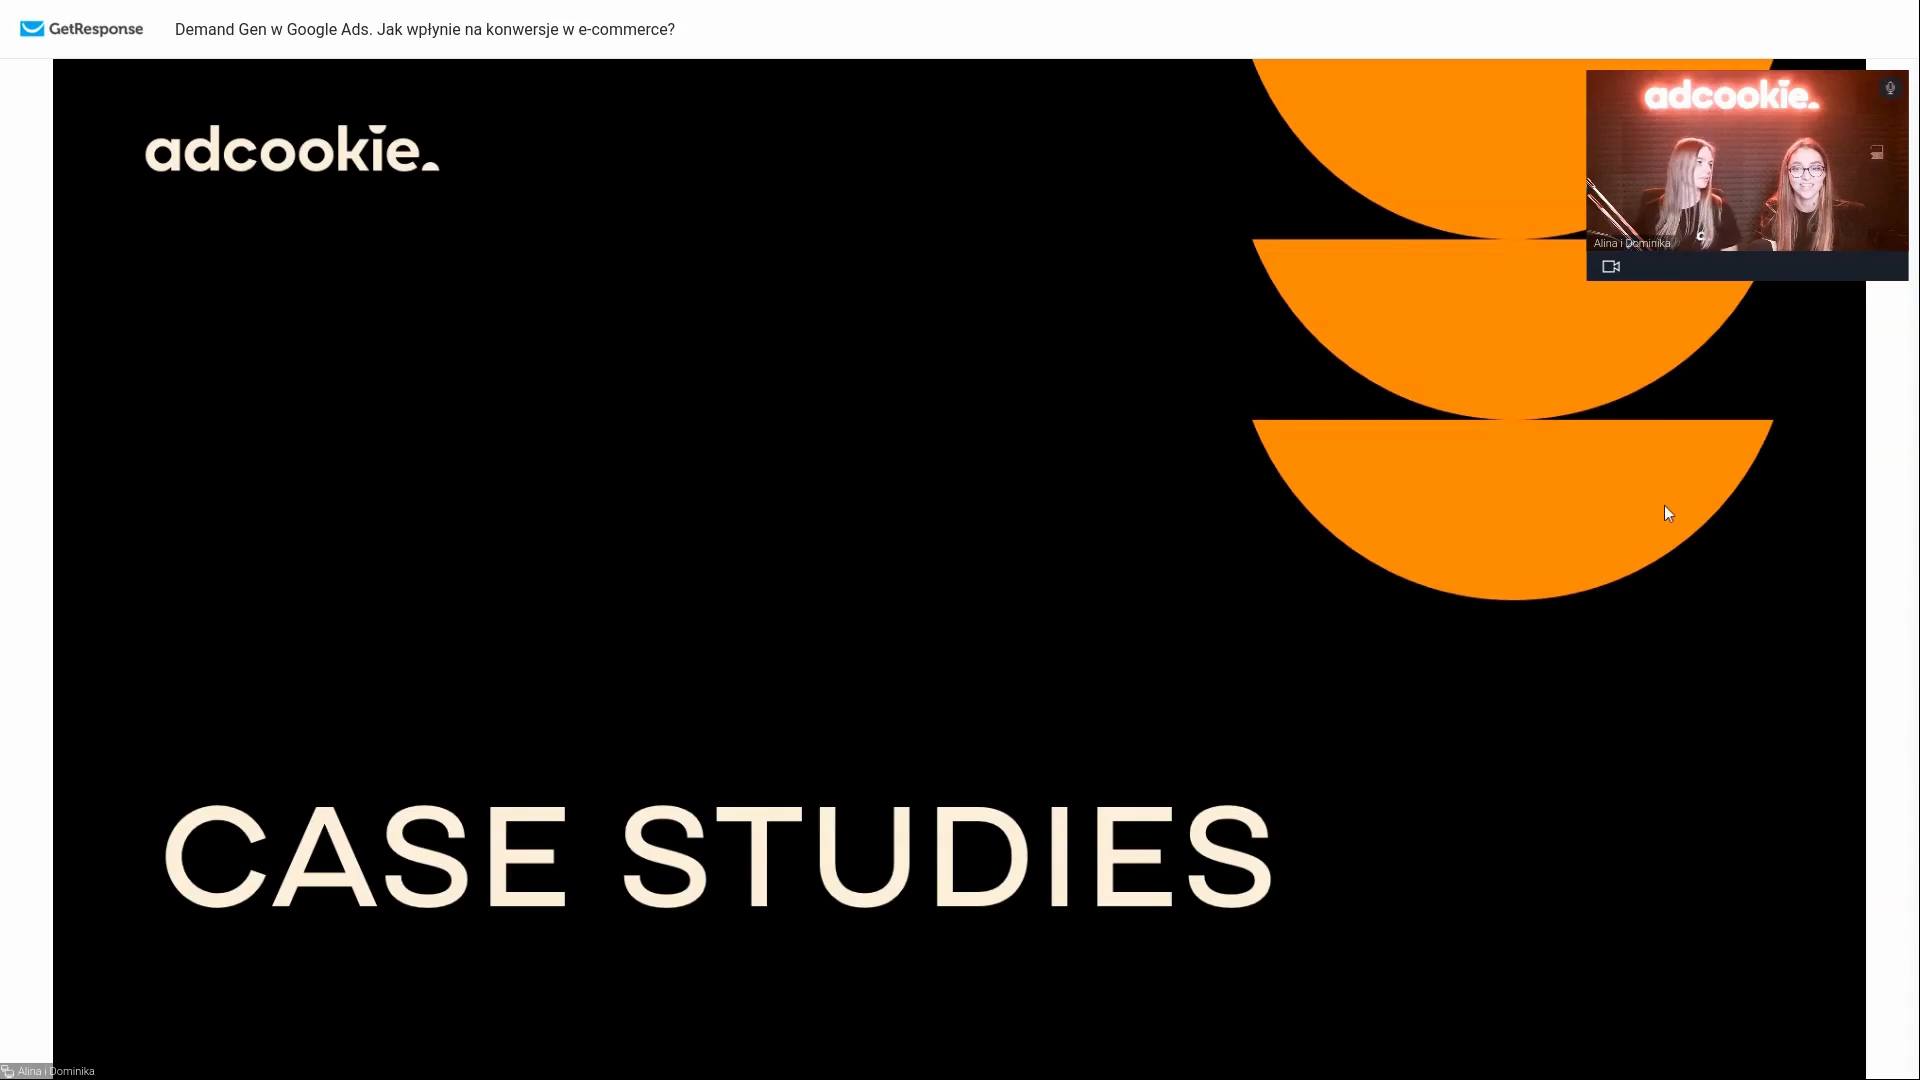 GetResponse
Demand Gen w Google Ads. Jak wpłynie na konwersje w e-commerce?
adcookie.
adcookie.
Alina i Dominika
CASE STUDIES
Alina i Dominika